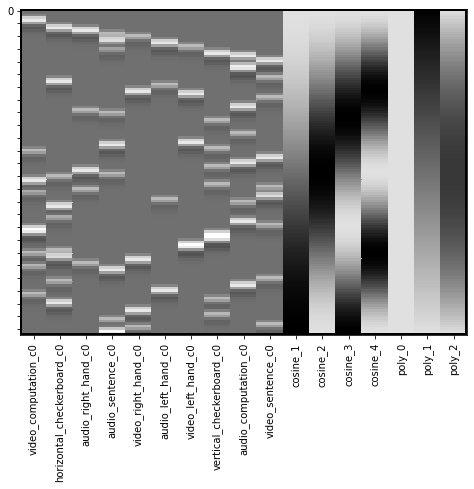 0
video_computation_c0
horizontal_checkerboard_c0
audio_right_hand_c0
audio_sentence_c0
video_right_hand_c0
audio_left_hand_c0
video_left_hand_c0
vertical_checkerboard_c0
audio_computation_c0
video_sentence_c0
cosine_1
cosine_2
cosine_3
cosine_4
poly_0
poly_1
poly_2